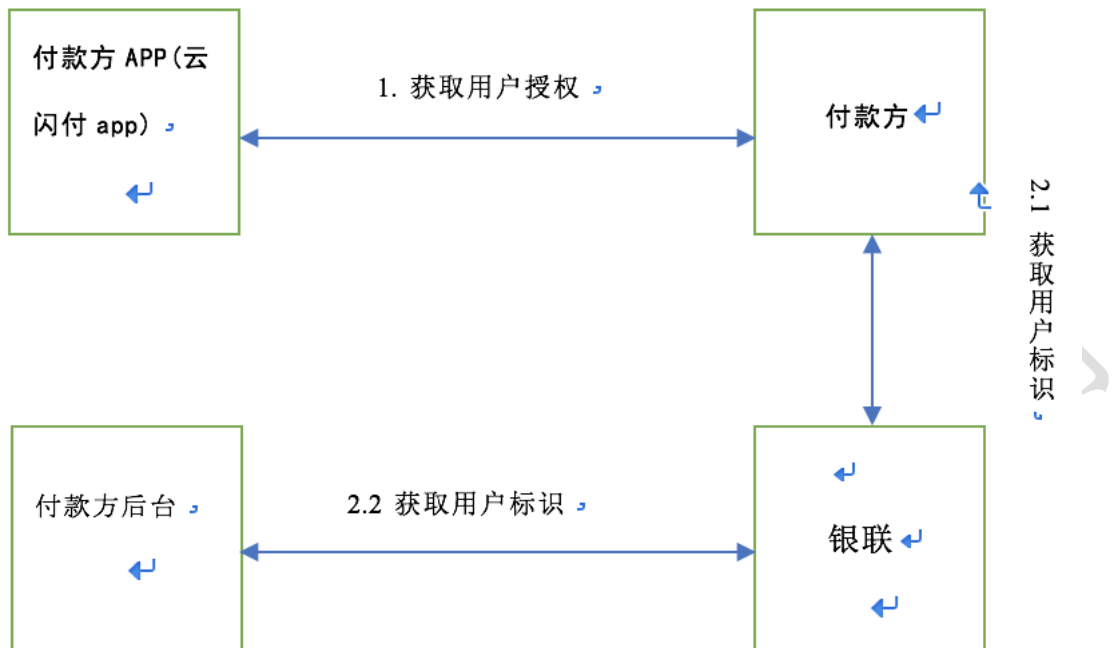 付款方 APP(云
闪付 app)
1. 获取用户授权
付款方
2.1 获取用户标识
付款方后台
2.2 获取用户标识
银联